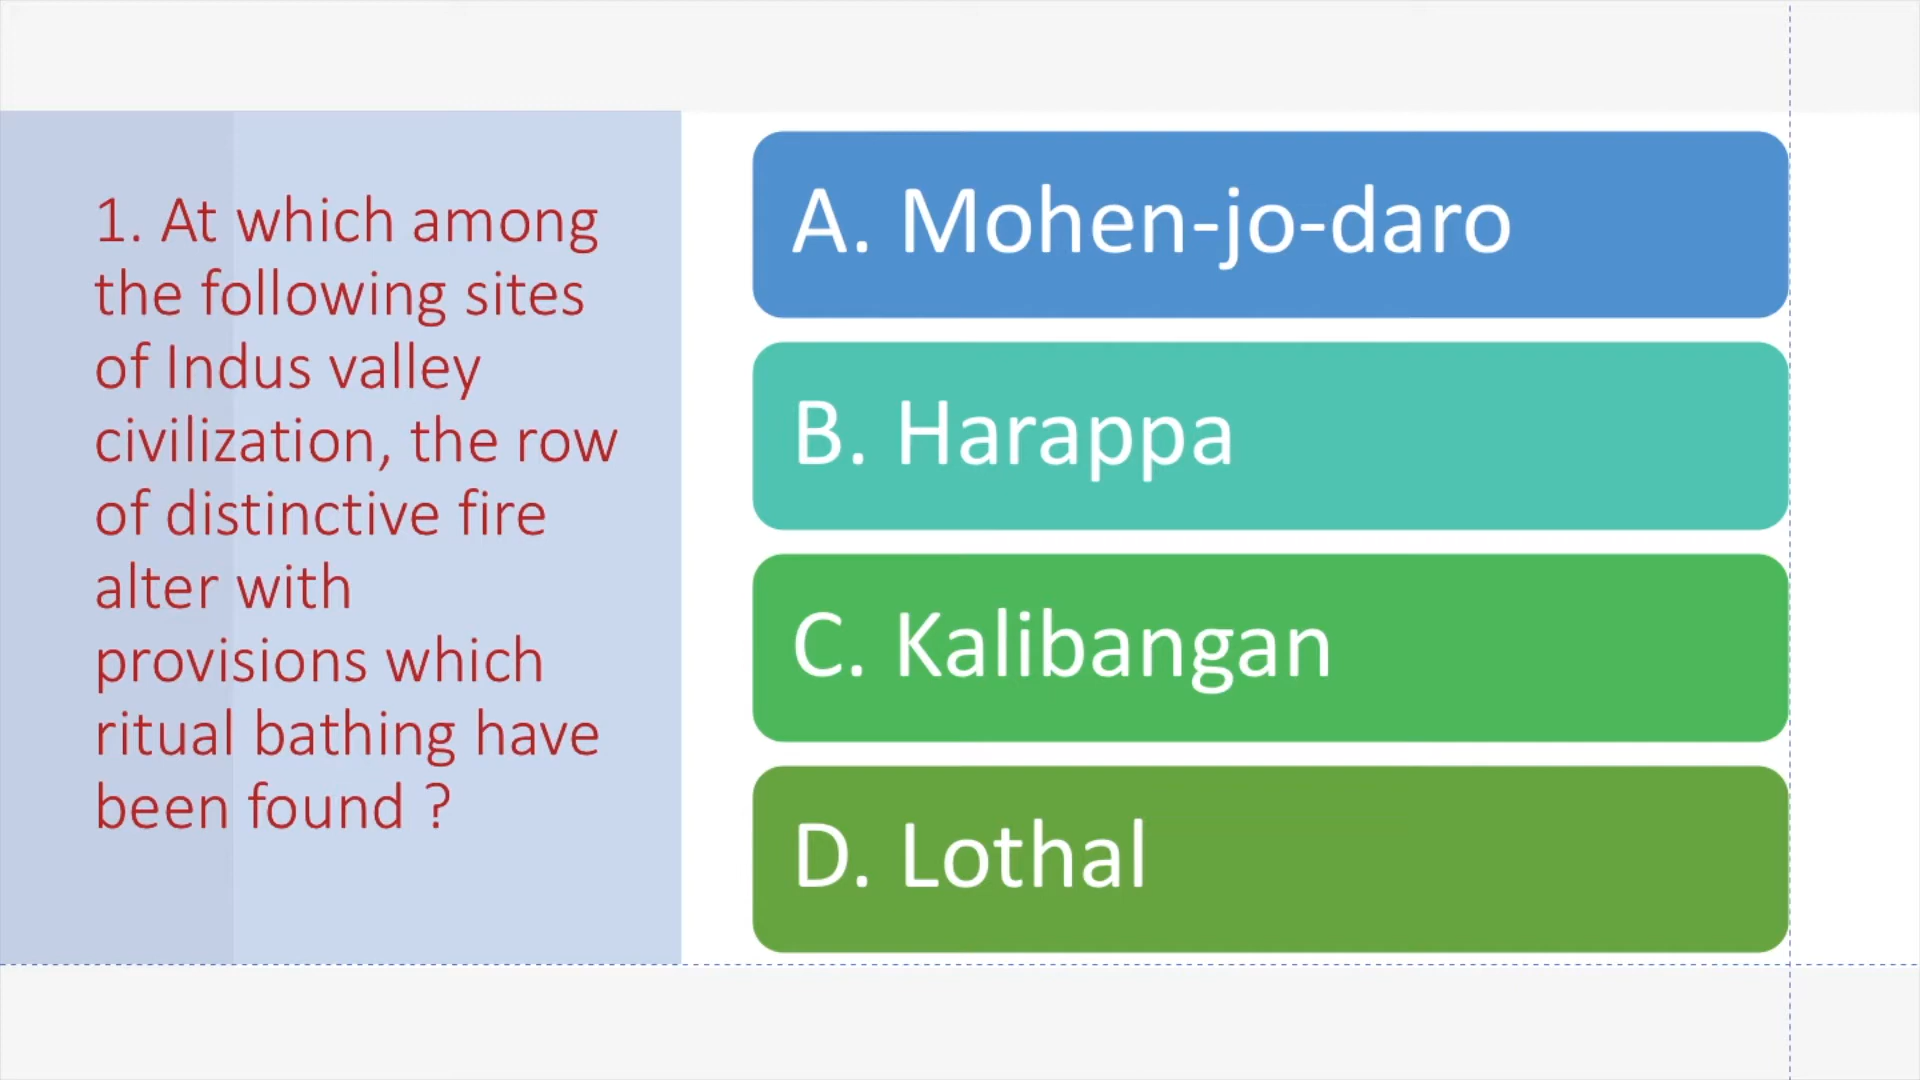 1. At which among
the following sites
of Indus valley
civilization, the row
of distinctive fire
alter with
provisions which
ritual bathing have
been found ?
A. Mohen-jo-daro
B. Harappa
C. Kalibangan
D. Lothal